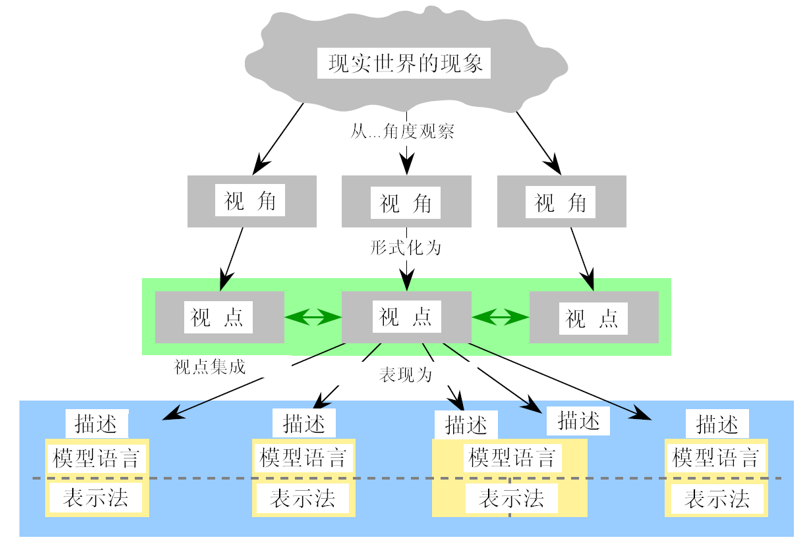 现实世界的现象
从...角度观察
视 角
视 角
视 角
形式化为
视 点
视 点
视 点
视点集成
表现为
描述
描述
描述
描述
描述
模型语言
模型语言
模型语言
模型语言
表示法
表示法
表示法
表示法